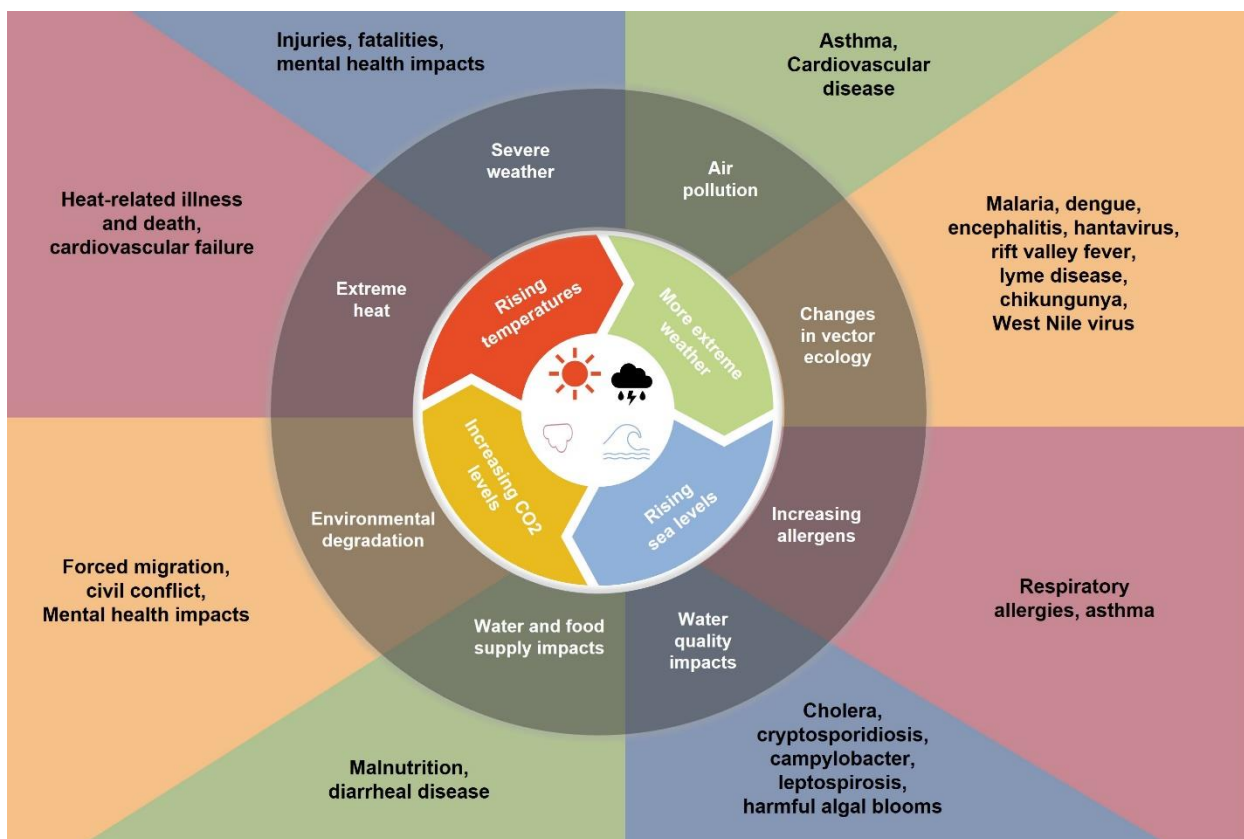 Injuries, fatalities,
mental health impacts
Asthma,
Cardiovascular
disease
Severe
weather
Air
pollution
Heat-related illness
and death,
cardiovascular failure
Malaria, dengue,
encephalitis, hantavirus,
rift valley fever,
lyme disease,
chikungunya,
West Nile virus
Extreme
heat
Rising
temperatures
More extreme
weather
Changes
in vector
ecology
Increasing CO2
levels
Rising
sea levels
Environmental
degradation
Increasing
allergens
Forced migration,
civil conflict,
Mental health impacts
Respiratory
allergies, asthma
Water and food
supply impacts
Water
quality
impacts
Malnutrition,
diarrheal disease
Cholera,
cryptosporidiosis,
campylobacter,
leptospirosis,
harmful algal blooms